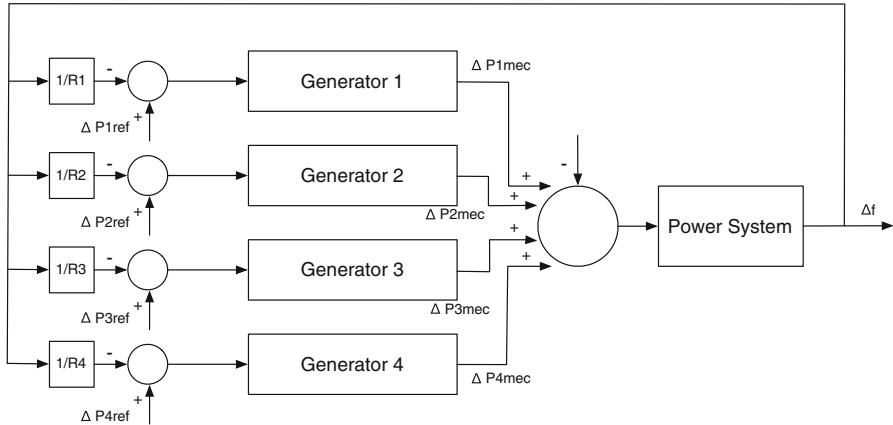 1/R1
-
+
Δ P1ref
Generator 1
Δ P1mec
1/R2
-
+
Δ P2ref
Generator 2
Δ P2mec
1/R3
-
+
Δ P3ref
Generator 3
Δ P3mec
1/R4
-
+
Δ P4ref
Generator 4
Δ P4mec
-
+
+
+
+
Power System
Δf